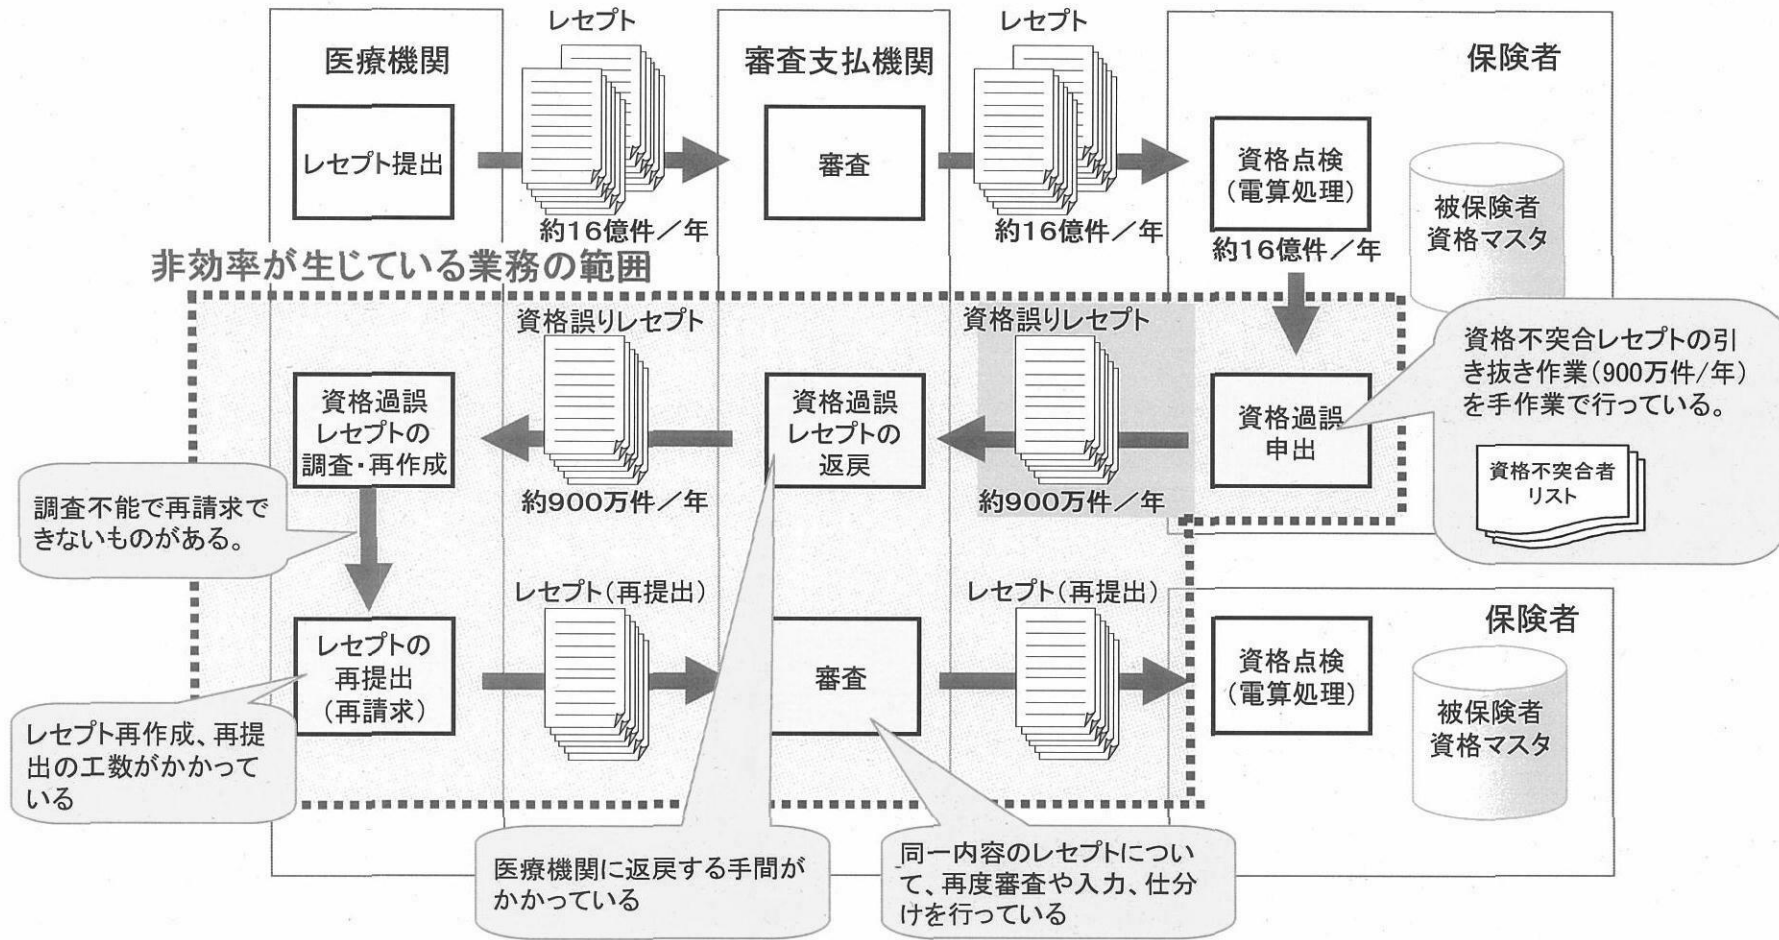 レセプト
レセプト
医療機関
審査支払機関
保険者
レセプト提出
審査
資格点検
(電算処理)
被保険者
資格マスタ
約16億件／年
約16億件／年
約16億件／年
非効率が生じている業務の範囲
資格誤りレセプト
資格誤りレセプト
資格不突合レセプトの引
き抜き作業(900万件/年)
を手作業で行っている。
資格過誤
レセプトの
調査・再作成
資格過誤
レセプトの
返戻
資格過誤
申出
資格不突合者
リスト
約900万件／年
約900万件／年
調査不能で再請求で
きないものがある。
レセプト(再提出)
レセプト(再提出)
保険者
レセプトの
再提出
(再請求)
審査
資格点検
(電算処理)
被保険者
資格マスタ
レセプト再作成、再提
出の工数がかかって
いる
医療機関に返戻する手間が
かかっている
同一内容のレセプトについ
て、再度審査や入力、仕分
けを行っている